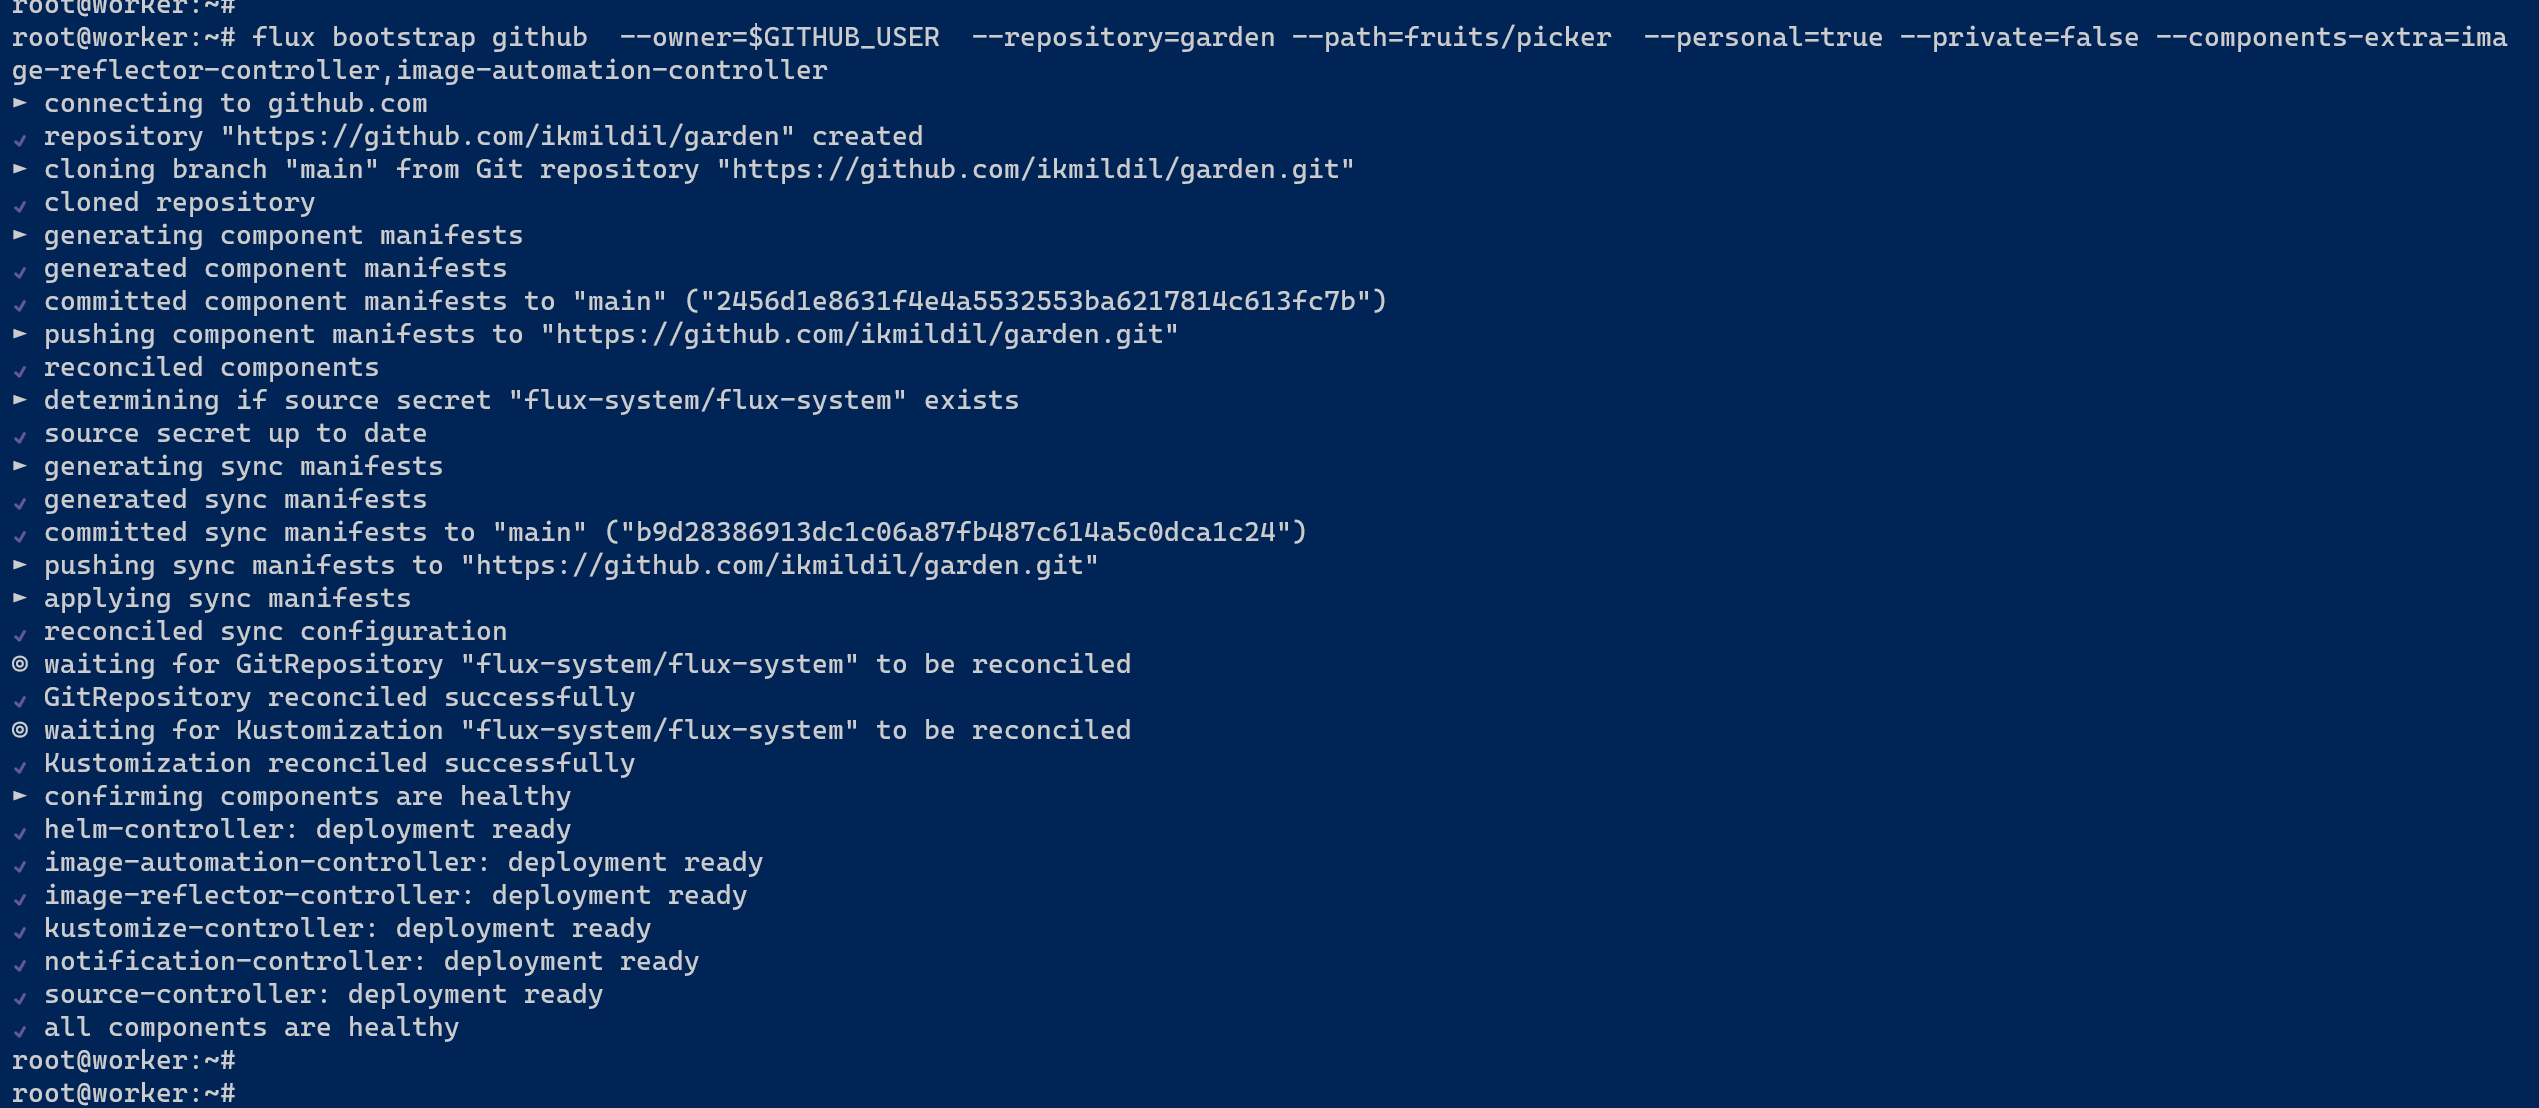 root@worker:~#
root@worker:~# flux bootstrap github  --owner=$GITHUB_USER  --repository=garden --path=fruits/picker  --personal=true --private=false --components-extra=ima
ge-reflector-controller,image-automation-controller
► connecting to github.com
✔ repository "https://github.com/ikmildil/garden" created
► cloning branch "main" from Git repository "https://github.com/ikmildil/garden.git"
✔ cloned repository
► generating component manifests
✔ generated component manifests
✔ committed component manifests to "main" ("2456d1e8631f4e4a5532553ba6217814c613fc7b")
► pushing component manifests to "https://github.com/ikmildil/garden.git"
✔ reconciled components
► determining if source secret "flux-system/flux-system" exists
✔ source secret up to date
► generating sync manifests
✔ generated sync manifests
✔ committed sync manifests to "main" ("b9d28386913dc1c06a87fb487c614a5c0dca1c24")
► pushing sync manifests to "https://github.com/ikmildil/garden.git"
► applying sync manifests
✔ reconciled sync configuration
◎ waiting for GitRepository "flux-system/flux-system" to be reconciled
✔ GitRepository reconciled successfully
◎ waiting for Kustomization "flux-system/flux-system" to be reconciled
✔ Kustomization reconciled successfully
► confirming components are healthy
✔ helm-controller: deployment ready
✔ image-automation-controller: deployment ready
✔ image-reflector-controller: deployment ready
✔ kustomize-controller: deployment ready
✔ notification-controller: deployment ready
✔ source-controller: deployment ready
✔ all components are healthy
root@worker:~#
root@worker:~#